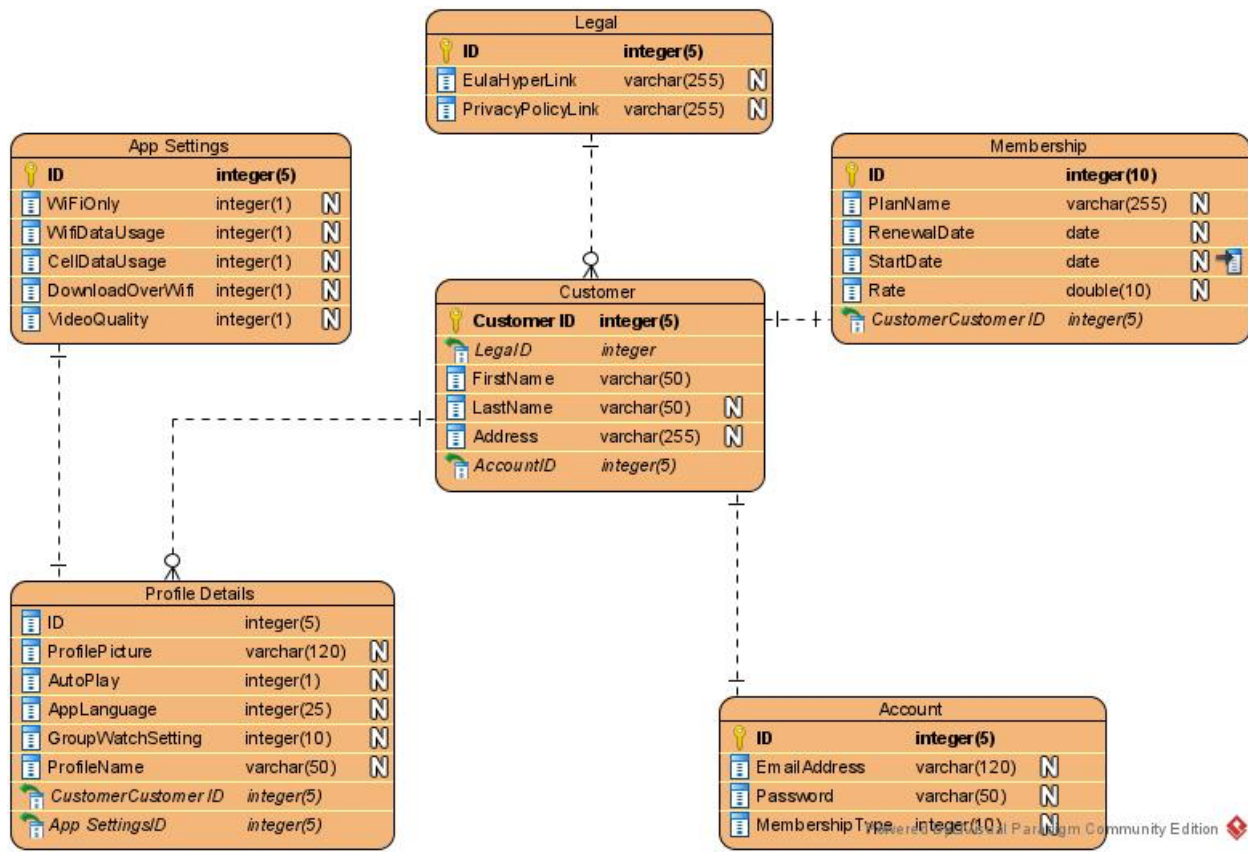 Legal
ID integer(5)
EulaHyperLink varchar(255) N
PrivacyPolicyLink varchar(255) N
App Settings
ID integer(5)
WiFiOnly integer(1) N
WifiDataUsage integer(1) N
CellDataUsage integer(1) N
DownloadOverWifi integer(1) N
VideoQuality integer(1) N
Membership
ID integer(10)
PlanName varchar(255) N
RenewalDate date N
StartDate date N
Rate double(10) N
CustomerCustomer ID integer(5)
Customer
Customer ID integer(5)
LegalD integer
FirstName varchar(50)
LastName varchar(50) N
Address varchar(255) N
AccountID integer(5)
Profile Details
ID integer(5)
ProfilePicture varchar(120) N
AutoPlay integer(1) N
AppLanguage integer(25) N
GroupWatchSetting integer(10) N
ProfileName varchar(50) N
CustomerCustomer ID integer(5)
App SettingsID integer(5)
Account
ID integer(5)
EmailAddress varchar(120) N
Password varchar(50) N
MembershipType integer(10) N
Powered By Visual Paradigm Community Edition